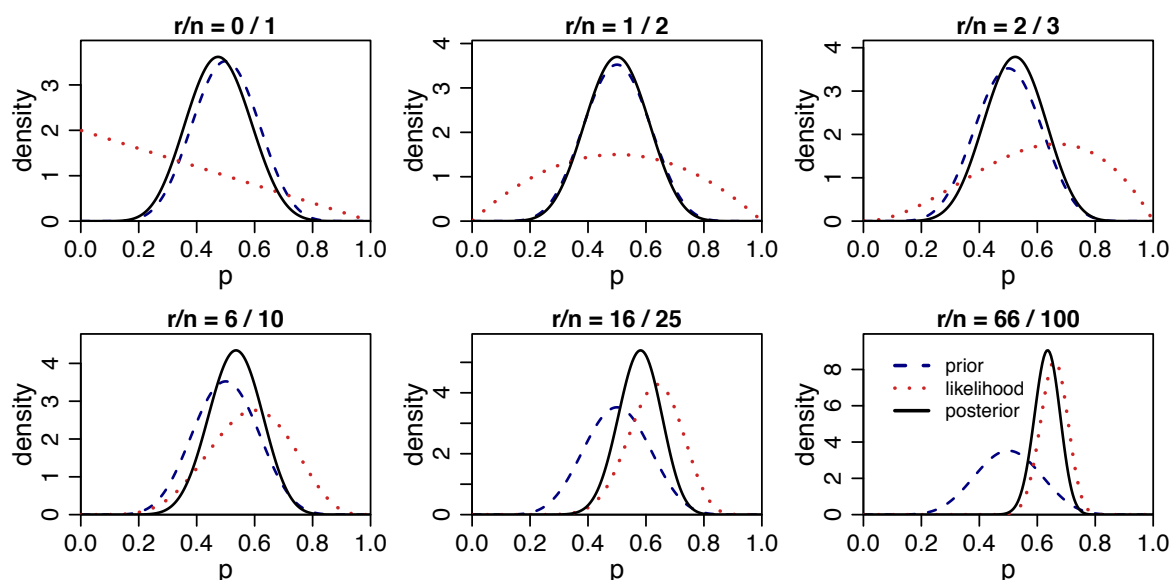 r/n = 0 / 1
density
0 1 2 3
0.0 0.2 0.4 0.6 0.8 1.0
p
r/n = 1 / 2
density
0 1 2 3 4
0.0 0.2 0.4 0.6 0.8 1.0
p
r/n = 2 / 3
density
0 1 2 3 4
0.0 0.2 0.4 0.6 0.8 1.0
p
r/n = 6 / 10
density
0 1 2 3 4
0.0 0.2 0.4 0.6 0.8 1.0
p
r/n = 16 / 25
density
0 2 4
0.0 0.2 0.4 0.6 0.8 1.0
p
r/n = 66 / 100
prior
likelihood
posterior
density
0 2 4 6 8
0.0 0.2 0.4 0.6 0.8 1.0
p